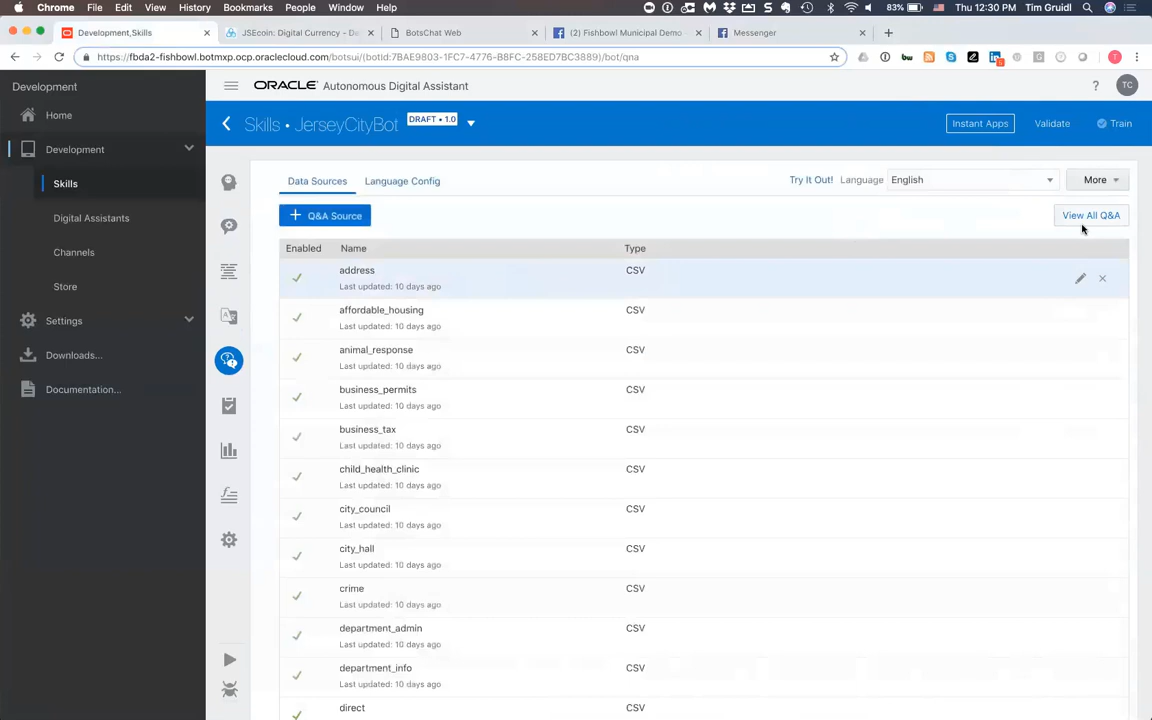 Chrome File Edit View History Bookmarks People Window Help 83% Thu 12:30 PM Tim Gruidl
Development,Skills
JSEcoin: Digital Currency - De
BotsChat Web
(2) Fishbowl Municipal Demo
Messenger
https://fbda2-fishbowl.botmxp.ocp.oraclecloud.com/botsui/(botId:7BAE9803-1FC7-4776-B8FC-258ED7BC3889)/bot/qna
Development
Home
Development
Skills
Digital Assistants
Channels
Store
Settings
Downloads...
Documentation...
ORACLE Autonomous Digital Assistant
? TC
Skills • JerseyCityBot DRAFT • 1.0
Instant Apps Validate Train
Data Sources Language Config
Try It Out! Language English More
+ Q&A Source
View All Q&A
Enabled Name Type
address CSV
Last updated: 10 days ago
affordable_housing CSV
Last updated: 10 days ago
animal_response CSV
Last updated: 10 days ago
business_permits CSV
Last updated: 10 days ago
business_tax CSV
Last updated: 10 days ago
child_health_clinic CSV
Last updated: 10 days ago
city_council CSV
Last updated: 10 days ago
city_hall CSV
Last updated: 10 days ago
crime CSV
Last updated: 10 days ago
department_admin CSV
Last updated: 10 days ago
department_info CSV
Last updated: 10 days ago
direct CSV